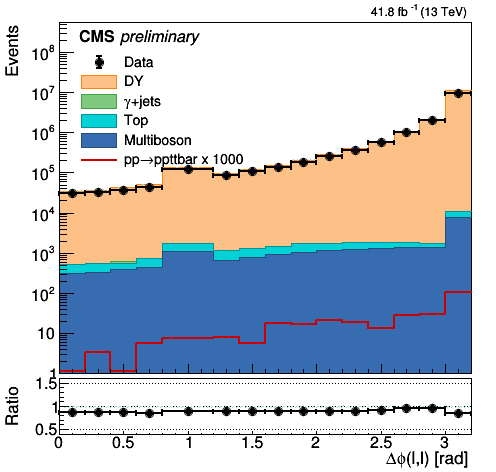 41.8 fb⁻¹ (13 TeV)
CMS preliminary
Data
DY
γ+jets
Top
Multiboson
pp→ppttbar x 1000
Events
10⁸
10⁷
10⁶
10⁵
10⁴
10³
10²
10
1
Ratio
1.5
1
0.5
0 0.5 1 1.5 2 2.5 3
Δϕ(l,l) [rad]